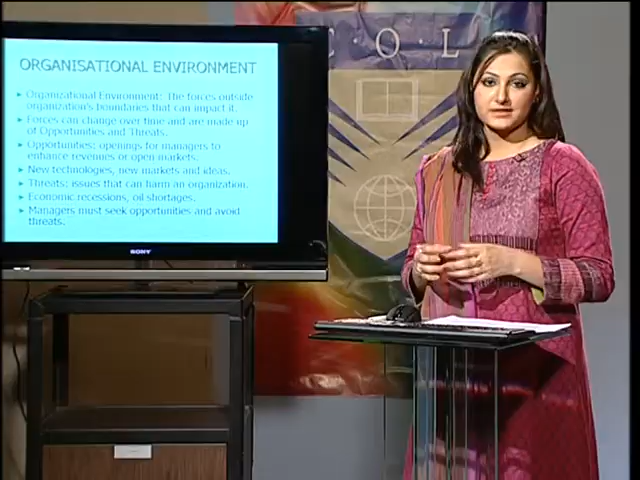 COL
ORGANISATIONAL ENVIRONMENT
Organizational Environment: The forces outside
organization's boundaries that can impact it.
Forces can change over time and are made up
of Opportunities and Threats.
Opportunities: openings for managers to
enhance revenues or open markets.
New technologies, new markets and ideas.
Threats: issues that can harm an organization.
Economic recessions, oil shortages.
Managers must seek opportunities and avoid
threats.
SONY